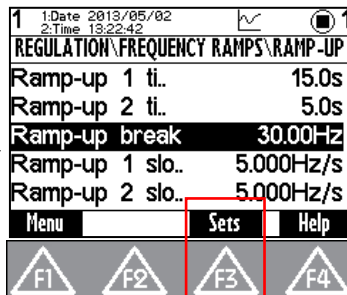 1 1:Date 2013/05/02 1
2:Time 13:22:42
REGULATION\FREQUENCY RAMPS\RAMP-UP
Ramp-up 1 ti.. 15.0s
Ramp-up 2 ti.. 5.0s
Ramp-up break 30.00Hz
Ramp-up 1 slo.. 5.000Hz/s
Ramp-up 2 slo.. 5.000Hz/s
Menu Sets Help
F1 F2 F3 F4